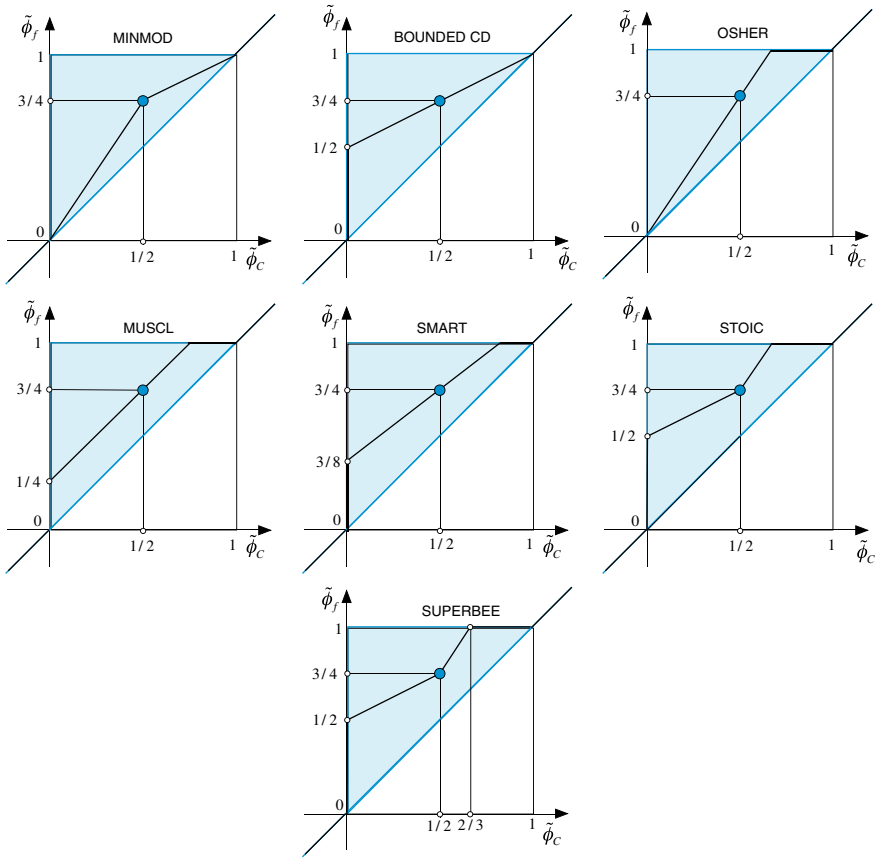 MINMOD
φ̃_f
1
3/4
0
1/2
1
φ̃_C
BOUNDED CD
φ̃_f
1
3/4
1/2
0
1/2
1
φ̃_C
OSHER
φ̃_f
1
3/4
0
1/2
1
φ̃_C
MUSCL
φ̃_f
1
3/4
1/4
0
1/2
1
φ̃_C
SMART
φ̃_f
1
3/4
3/8
0
1/2
1
φ̃_C
STOIC
φ̃_f
1
3/4
1/2
0
1/2
1
φ̃_C
SUPERBEE
φ̃_f
1
3/4
1/2
0
1/2
2/3
1
φ̃_C